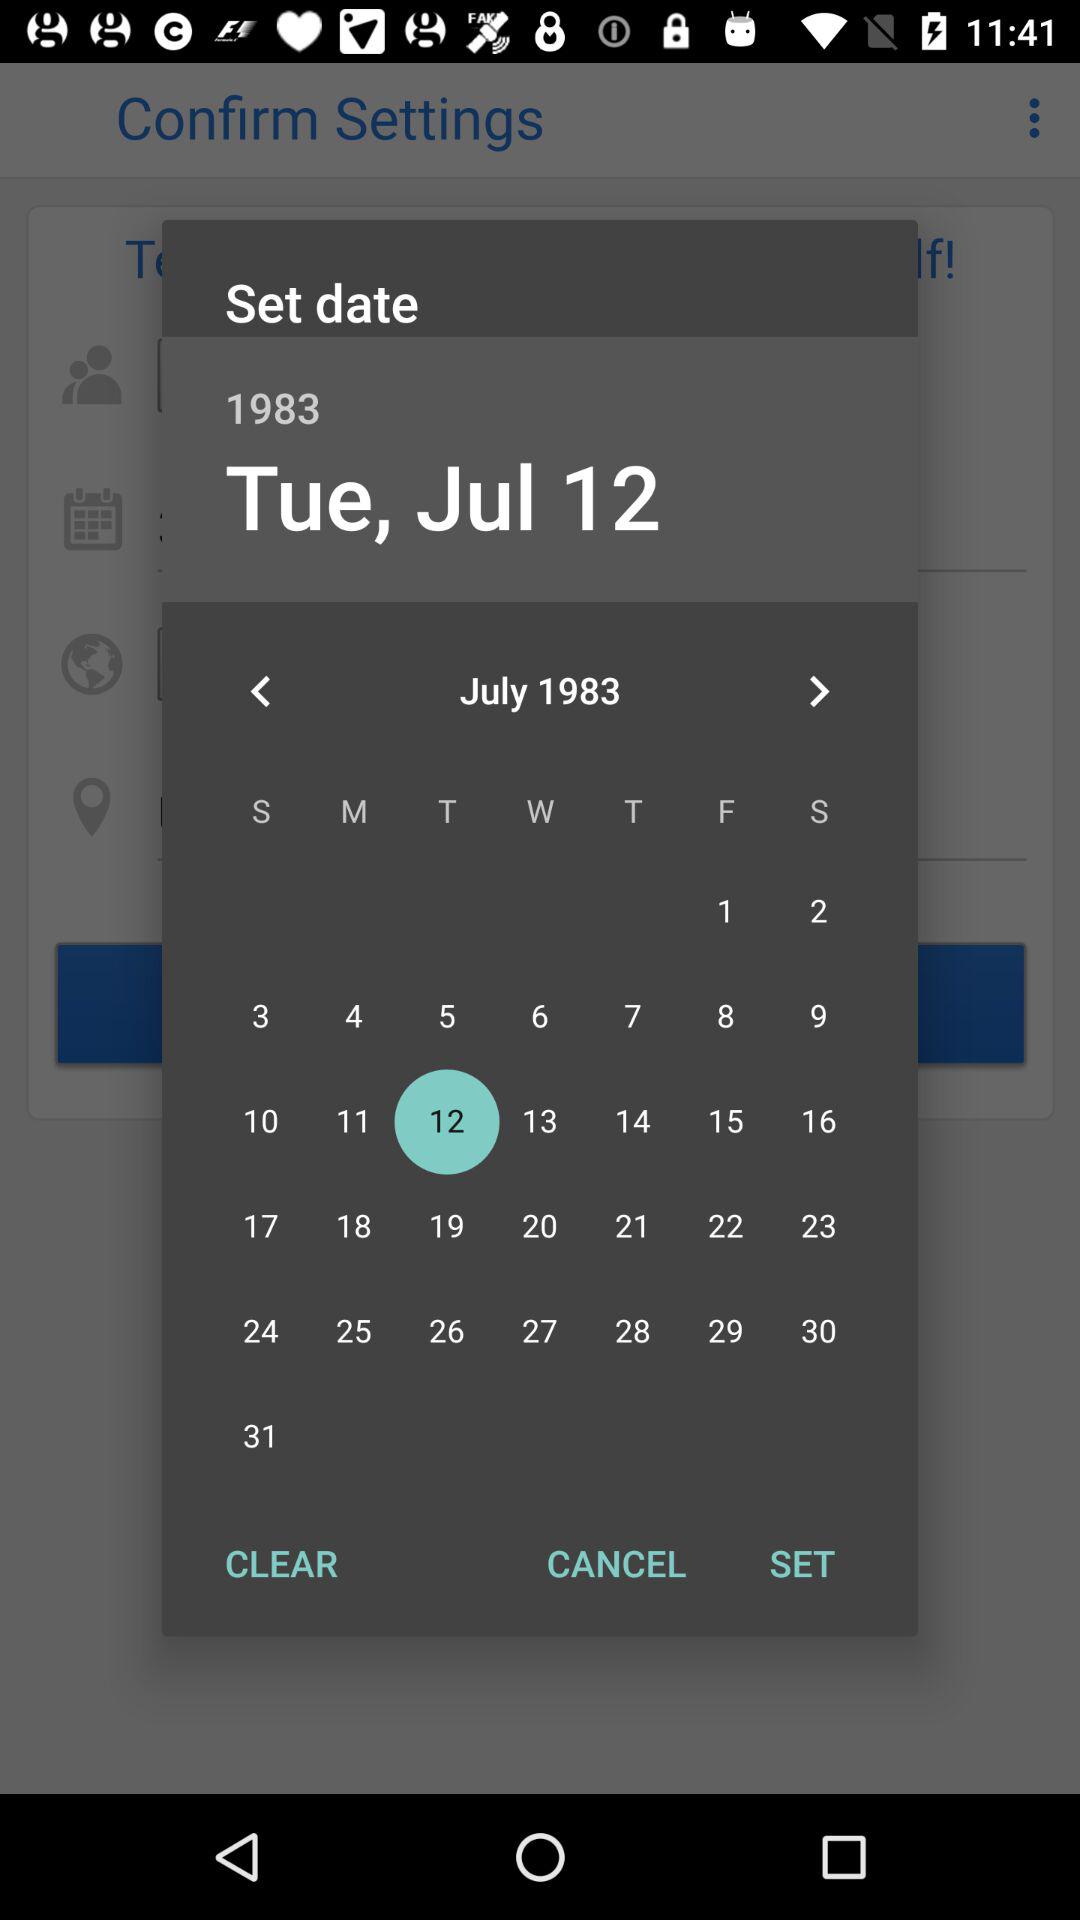 FAKE
11:41
Confirm Settings
lf!
Set date
1983
Tue, Jul 12
July 1983
S M T W T F S
1 2
3 4 5 6 7 8 9
10 11 12 13 14 15 16
17 18 19 20 21 22 23
24 25 26 27 28 29 30
31
CLEAR CANCEL SET